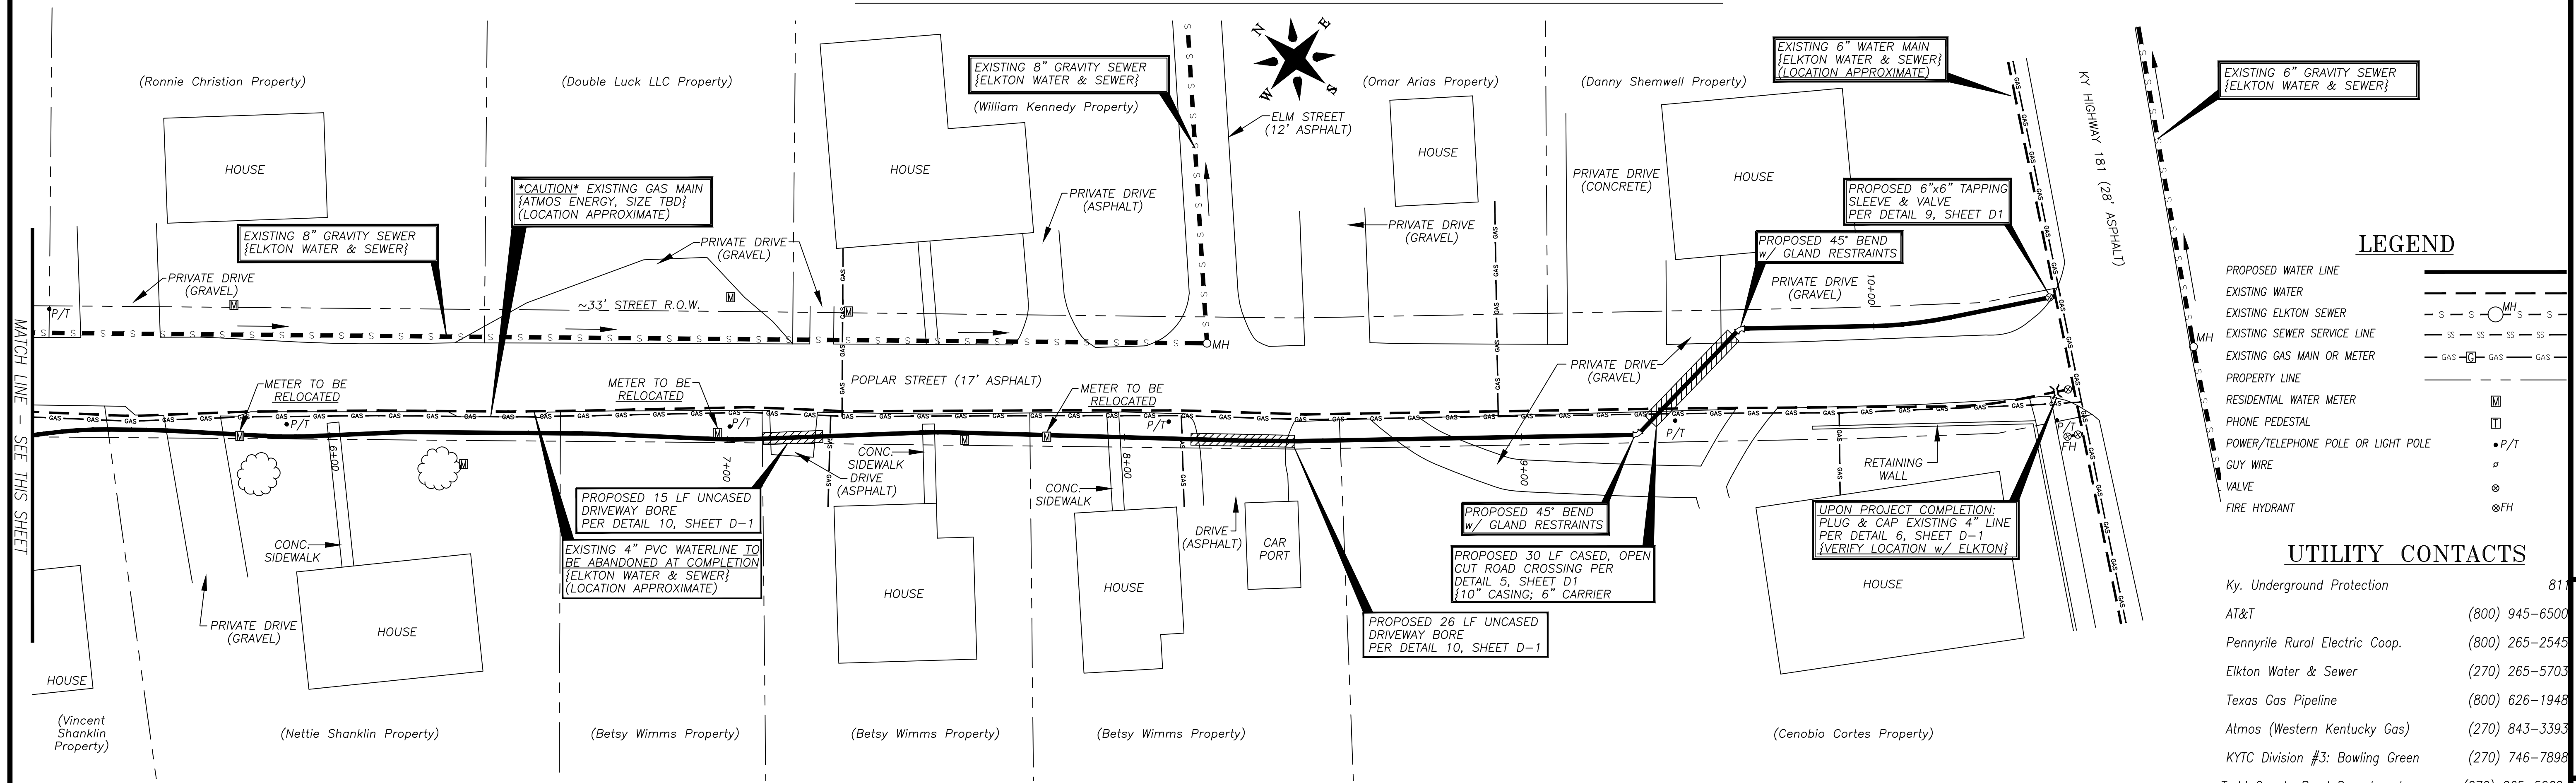 (Ronnie Christian Property)
(Double Luck LLC Property)
EXISTING 8" GRAVITY SEWER
{ELKTON WATER & SEWER}
(William Kennedy Property)
N
E
W
S
ELM STREET
(12' ASPHALT)
(Omar Arias Property)
(Danny Shemwell Property)
EXISTING 6" WATER MAIN
{ELKTON WATER & SEWER}
(LOCATION APPROXIMATE)
KY HIGHWAY 181 (28' ASPHALT)
EXISTING 6" GRAVITY SEWER
{ELKTON WATER & SEWER}
HOUSE
HOUSE
HOUSE
HOUSE
*CAUTION* EXISTING GAS MAIN
{ATMOS ENERGY, SIZE TBD}
(LOCATION APPROXIMATE)
EXISTING 8" GRAVITY SEWER
{ELKTON WATER & SEWER}
PRIVATE DRIVE
(GRAVEL)
PRIVATE DRIVE
(GRAVEL)
PRIVATE DRIVE
(ASPHALT)
PRIVATE DRIVE
(GRAVEL)
PRIVATE DRIVE
(CONCRETE)
PROPOSED 6"x6" TAPPING
SLEEVE & VALVE
PER DETAIL 9, SHEET D1
PROPOSED 45° BEND
w/ GLAND RESTRAINTS
PRIVATE DRIVE
(GRAVEL)
10+00
P/T
~33' STREET R.O.W.
MH
MH
POPLAR STREET (17' ASPHALT)
PRIVATE DRIVE
(GRAVEL)
MATCH LINE - SEE THIS SHEET
METER TO BE
RELOCATED
METER TO BE
RELOCATED
METER TO BE
RELOCATED
P/T
P/T
P/T
P/T
P/T
FH
6+00
7+00
8+00
9+00
CONC.
SIDEWALK
DRIVE
(ASPHALT)
CONC.
SIDEWALK
CONC.
SIDEWALK
PROPOSED 15 LF UNCASED
DRIVEWAY BORE
PER DETAIL 10, SHEET D-1
EXISTING 4" PVC WATERLINE TO
BE ABANDONED AT COMPLETION
{ELKTON WATER & SEWER}
(LOCATION APPROXIMATE)
DRIVE
(ASPHALT)
CAR
PORT
PROPOSED 45° BEND
w/ GLAND RESTRAINTS
PROPOSED 30 LF CASED, OPEN
CUT ROAD CROSSING PER
DETAIL 5, SHEET D1
{10" CASING; 6" CARRIER
PROPOSED 26 LF UNCASED
DRIVEWAY BORE
PER DETAIL 10, SHEET D-1
RETAINING
WALL
UPON PROJECT COMPLETION;
PLUG & CAP EXISTING 4" LINE
PER DETAIL 6, SHEET D-1
{VERIFY LOCATION w/ ELKTON}
PRIVATE DRIVE
(GRAVEL)
HOUSE
HOUSE
HOUSE
HOUSE
HOUSE
(Vincent
Shanklin
Property)
(Nettie Shanklin Property)
(Betsy Wimms Property)
(Betsy Wimms Property)
(Betsy Wimms Property)
(Cenobio Cortes Property)
LEGEND
PROPOSED WATER LINE
EXISTING WATER
EXISTING ELKTON SEWER S S MH S S
EXISTING SEWER SERVICE LINE SS SS SS SS
EXISTING GAS MAIN OR METER GAS G GAS GAS
PROPERTY LINE
RESIDENTIAL WATER METER M
PHONE PEDESTAL T
POWER/TELEPHONE POLE OR LIGHT POLE P/T
GUY WIRE
VALVE
FIRE HYDRANT FH
UTILITY CONTACTS
Ky. Underground Protection 811
AT&T (800) 945-6500
Pennyrile Rural Electric Coop. (800) 265-2545
Elkton Water & Sewer (270) 265-5703
Texas Gas Pipeline (800) 626-1948
Atmos (Western Kentucky Gas) (270) 843-3393
KYTC Division #3: Bowling Green (270) 746-7898